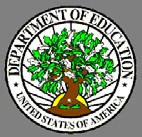 DEPARTMENT OF EDUCATION
UNITED STATES OF AMERICA